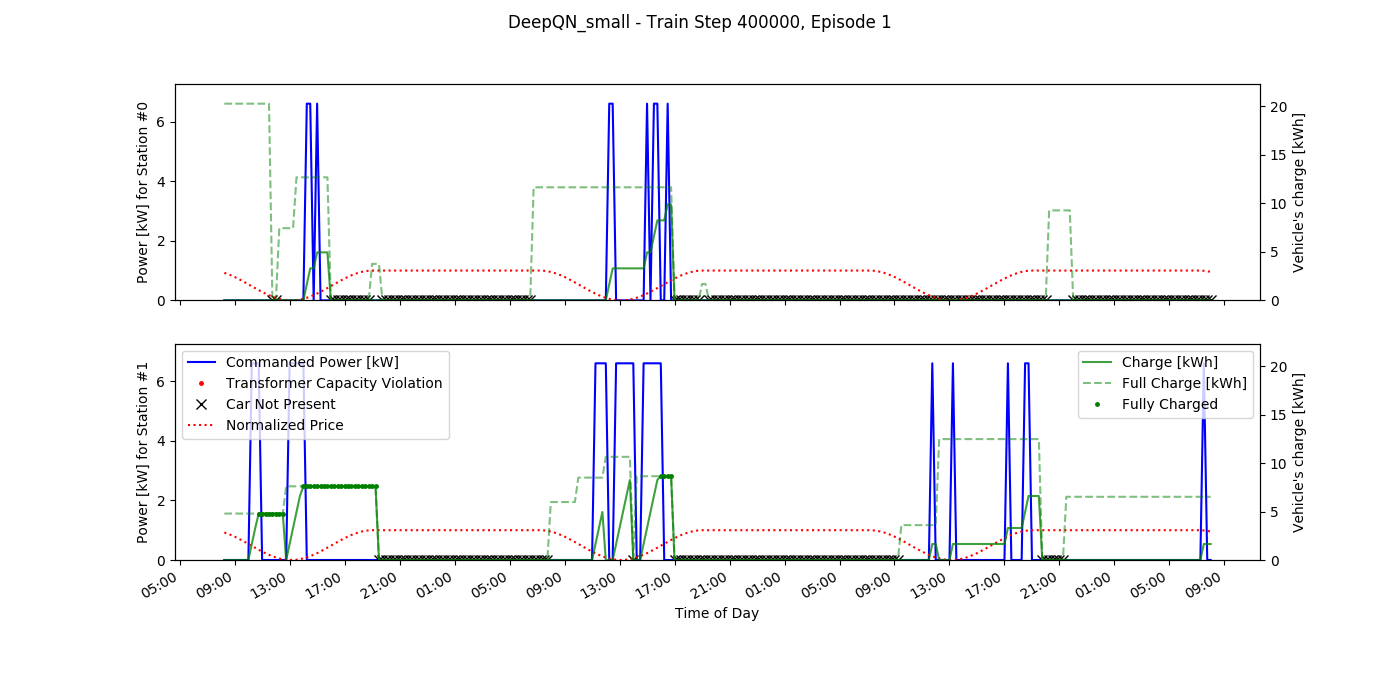 DeepQN_small - Train Step 400000, Episode 1
Power [kW] for Station #0
6
4
2
0
20
15
10
5
0
Vehicle's charge [kWh]
Power [kW] for Station #1
6
4
2
0
Commanded Power [kW]
Transformer Capacity Violation
Car Not Present
Normalized Price
Charge [kWh]
Full Charge [kWh]
Fully Charged
20
15
10
5
0
Vehicle's charge [kWh]
05:00 09:00 13:00 17:00 21:00 01:00 05:00 09:00 13:00 17:00 21:00 01:00 05:00 09:00 13:00 17:00 21:00 01:00 05:00 09:00
Time of Day